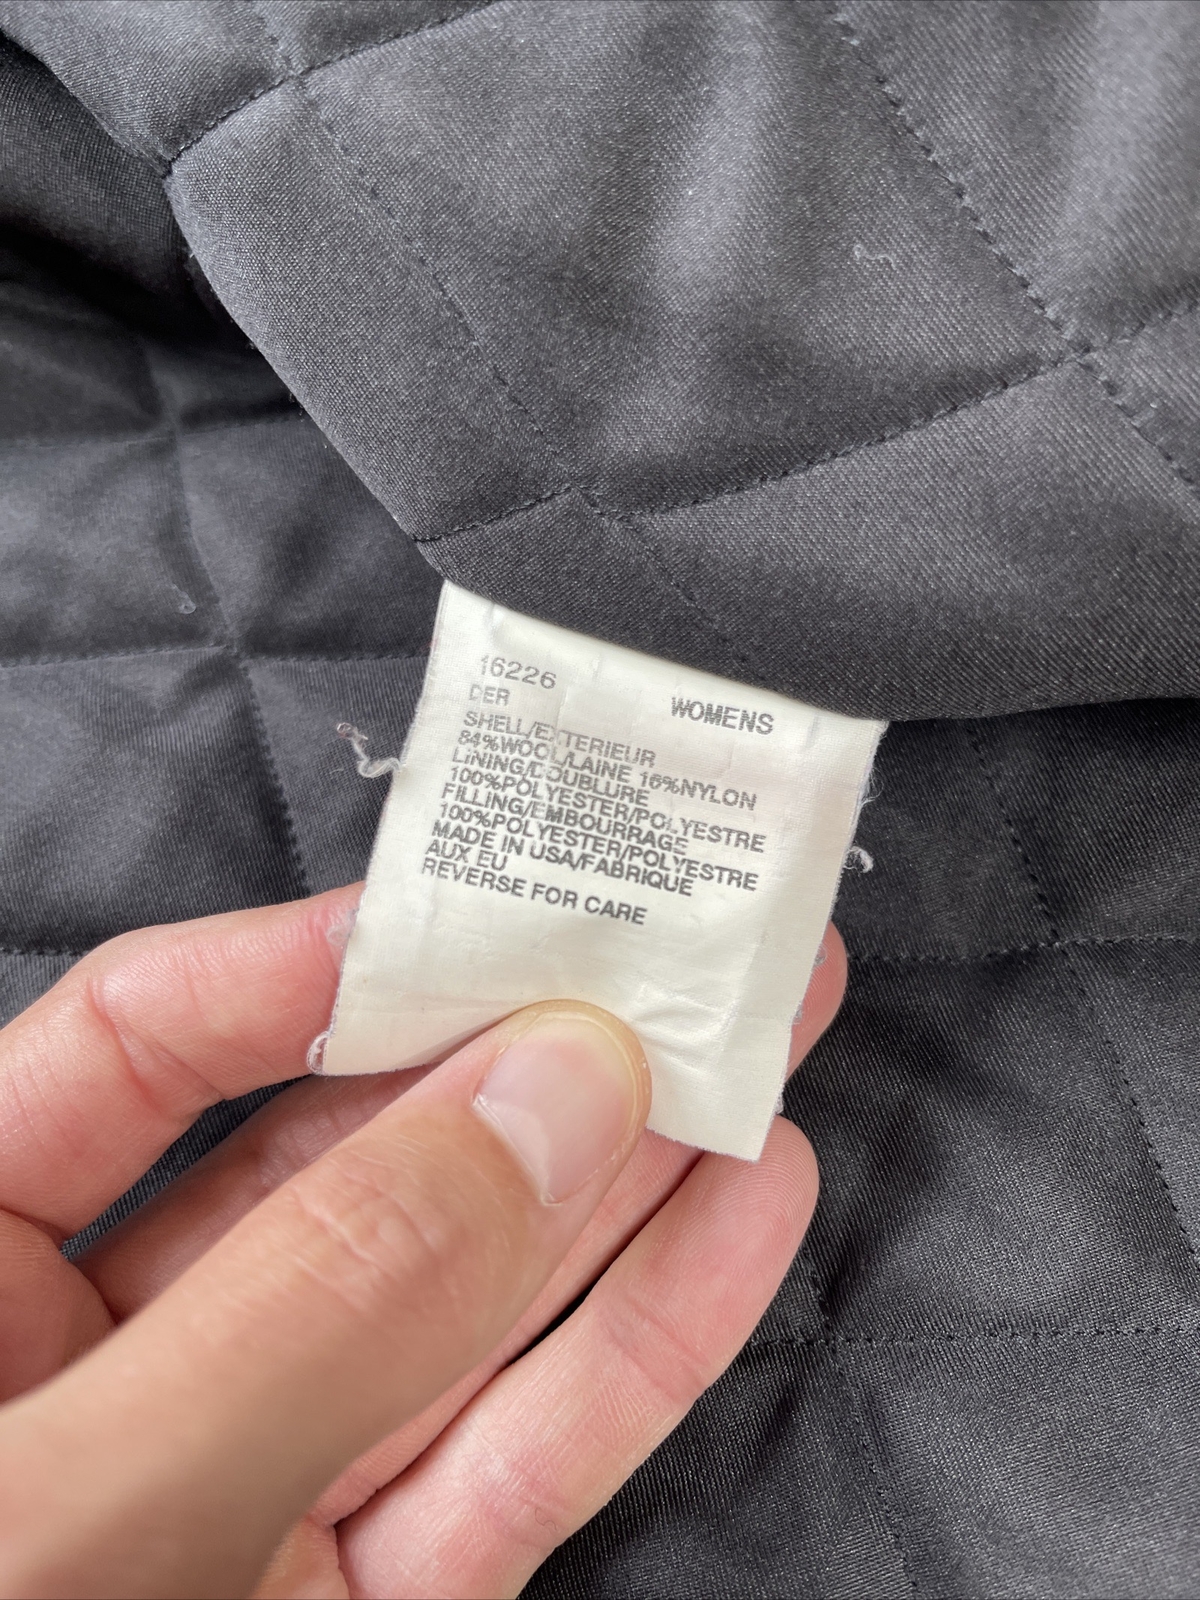 16226
DER WOMENS
SHELL/EXTERIEUR
84%WOOL/LAINE 16%NYLON
LINING/DOUBLURE
100%POLYESTER/POLYESTRE
FILLING/EMBOURRAGE
100%POLYESTER/POLYESTRE
MADE IN USA/FABRIQUE
AUX EU
REVERSE FOR CARE